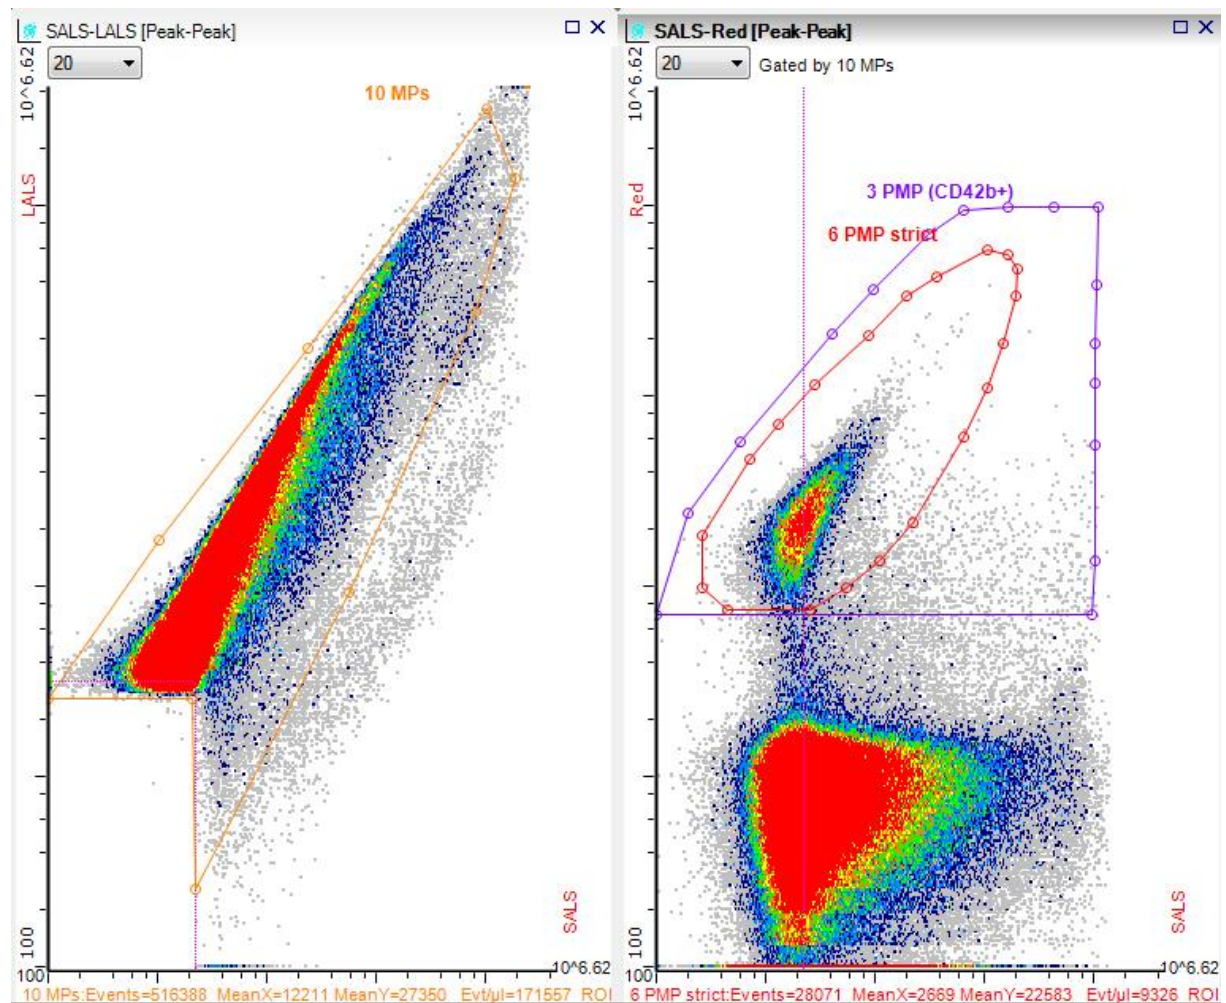 SALS-LALS [Peak-Peak]
20
10^6.62
LALS
10 MPs
100
100
SALS
10^6.62
10 MPs:Events=516388 MeanX=12211 MeanY=27350 Evt/µl=171557 ROI
SALS-Red [Peak-Peak]
20
Gated by 10 MPs
10^6.62
Red
3 PMP (CD42b+)
6 PMP strict
100
100
SALS
10^6.62
6 PMP strict:Events=28071 MeanX=2669 MeanY=22583 Evt/µl=9326 ROI